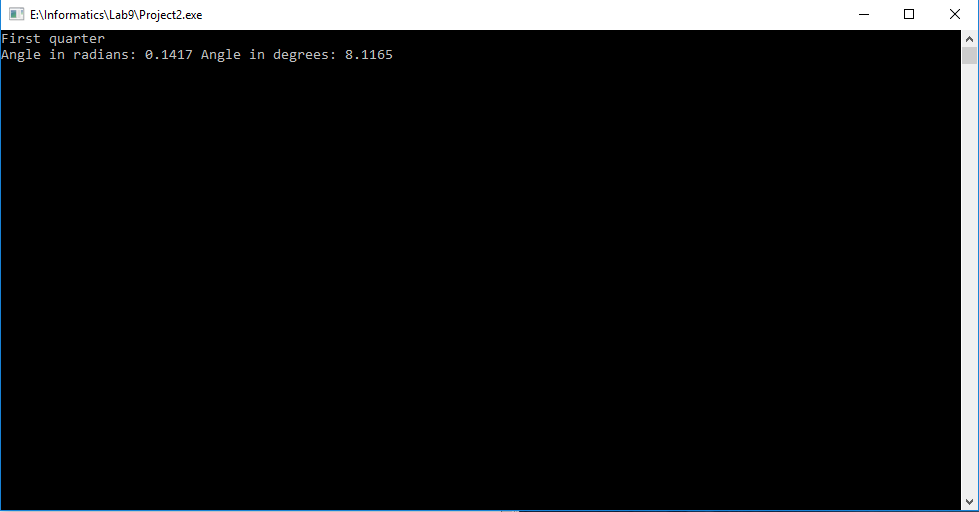 E:\Informatics\Lab9\Project2.exe
First quarter
Angle in radians: 0.1417 Angle in degrees: 8.1165